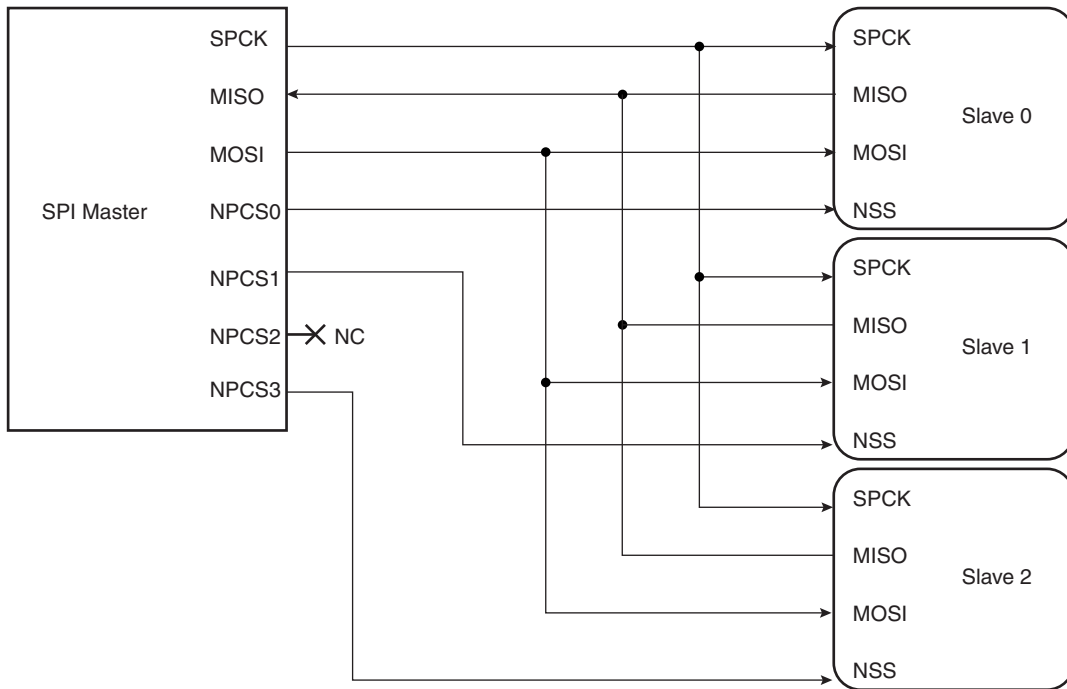 SPCK
MISO
MOSI
SPI Master
NPCS0
NPCS1
NPCS2
NC
NPCS3
SPCK
MISO
Slave 0
MOSI
NSS
SPCK
MISO
Slave 1
MOSI
NSS
SPCK
MISO
Slave 2
MOSI
NSS